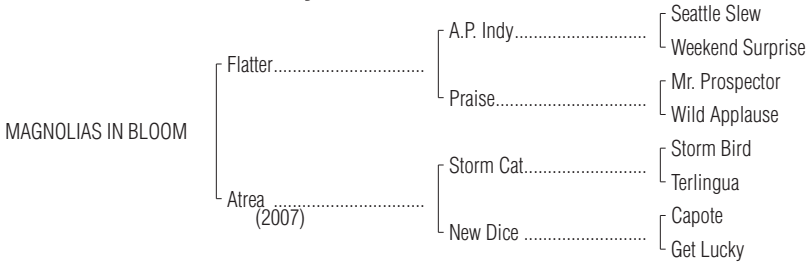 Seattle Slew
A.P. Indy
Weekend Surprise
Flatter
Mr. Prospector
Praise
Wild Applause
MAGNOLIAS IN BLOOM
Storm Bird
Storm Cat
Terlingua
Atrea
(2007)
Capote
New Dice
Get Lucky